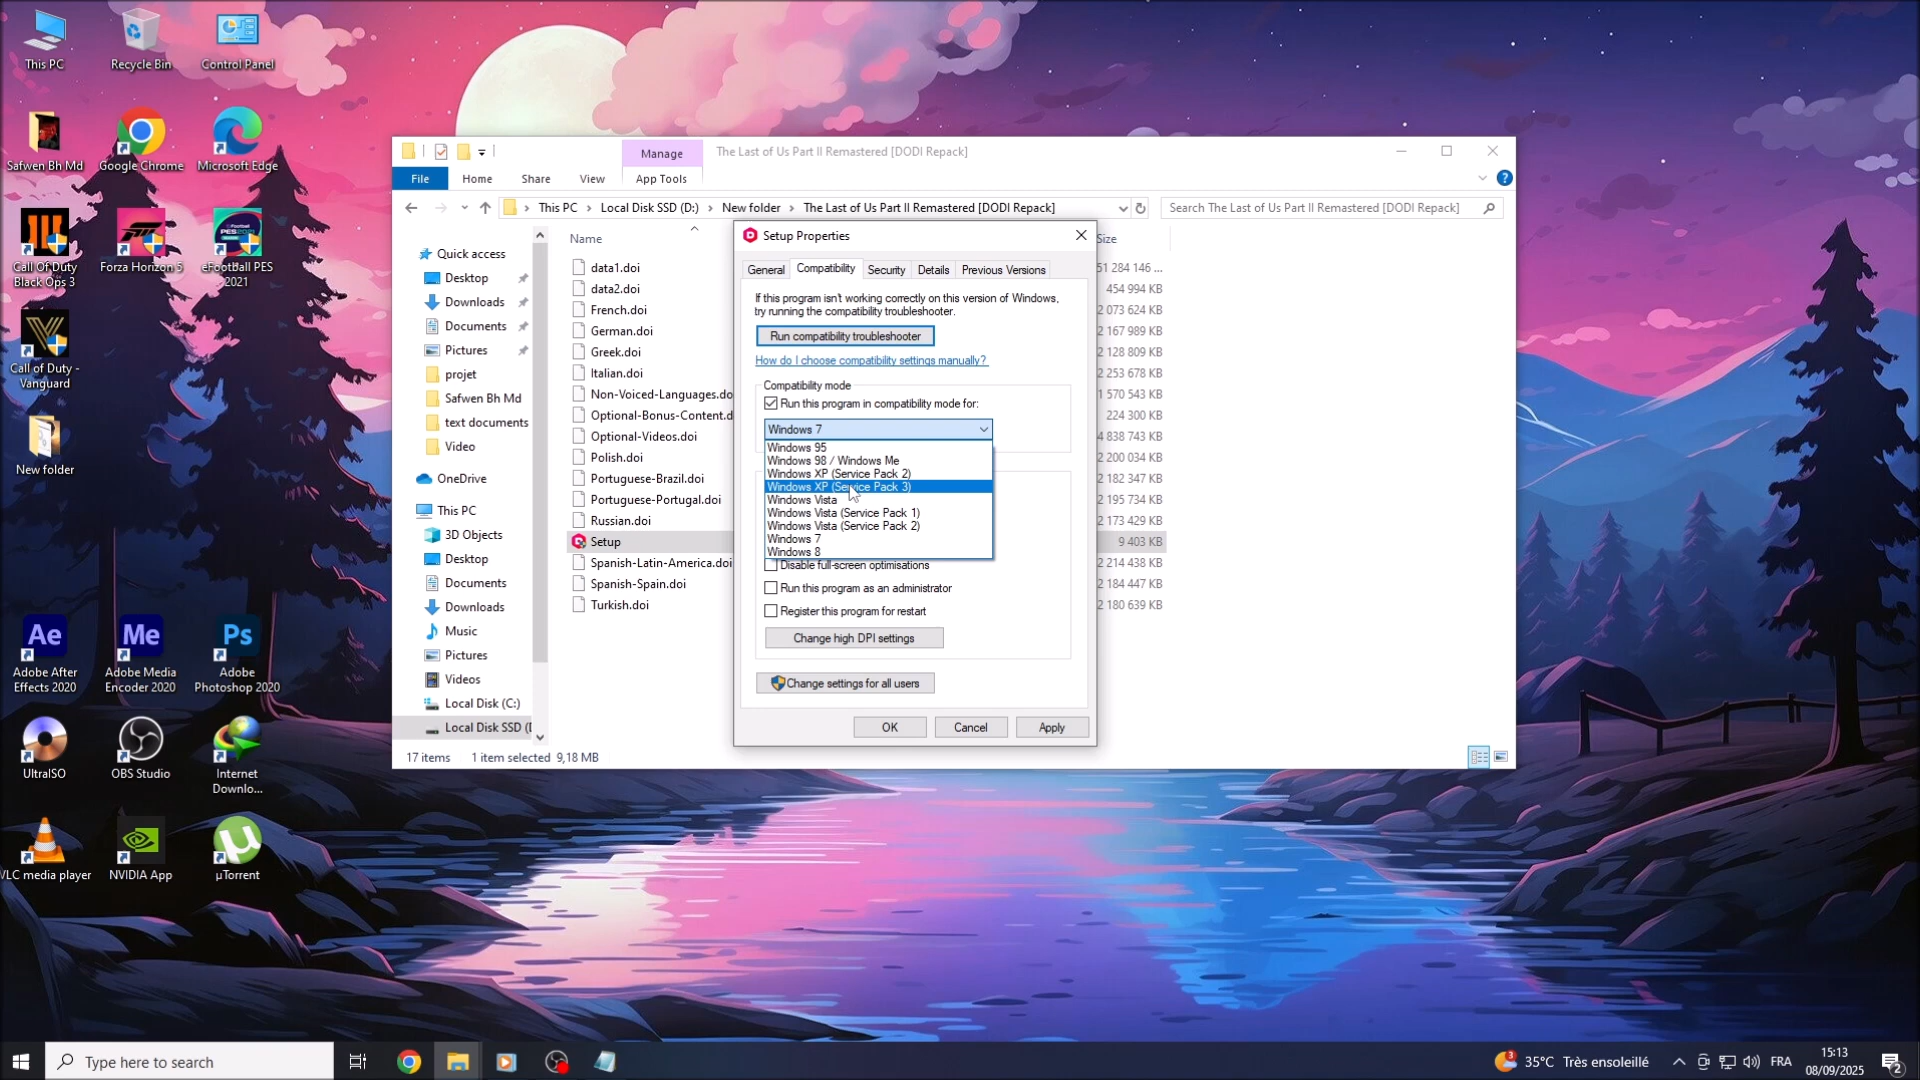 This PC
Recycle Bin
Control Panel
Safwen Bh Md
Google Chrome
Microsoft Edge
Call Of Duty
Black Ops 3
Forza Horizon 5
eFootball PES
2021
Call of Duty -
Vanguard
New folder
Ae
Me
Ps
Adobe After
Effects 2020
Adobe Media
Encoder 2020
Adobe
Photoshop 2020
UltraISO
OBS Studio
Internet
Downlo...
VLC media player
NVIDIA App
µTorrent
Manage
The Last of Us Part II Remastered [DODI Repack]
File
Home
Share
View
App Tools
This PC
Local Disk SSD (D:)
New folder
The Last of Us Part II Remastered [DODI Repack]
Search The Last of Us Part II Remastered [DODI Repack]
Quick access
Desktop
Downloads
Documents
Pictures
projet
Safwen Bh Md
text documents
Video
OneDrive
This PC
3D Objects
Desktop
Documents
Downloads
Music
Pictures
Videos
Local Disk (C:)
Local Disk SSD (D
Name
data1.doi
data2.doi
French.doi
German.doi
Greek.doi
Italian.doi
Non-Voiced-Languages.do
Optional-Bonus-Content.d
Optional-Videos.doi
Polish.doi
Portuguese-Brazil.doi
Portuguese-Portugal.doi
Russian.doi
Setup
Spanish-Latin-America.doi
Spanish-Spain.doi
Turkish.doi
Size
51 284 146 ...
454 994 KB
2 073 624 KB
2 167 989 KB
2 128 809 KB
2 253 678 KB
1 570 543 KB
224 300 KB
4 838 743 KB
2 200 034 KB
2 182 347 KB
2 195 734 KB
2 173 429 KB
9 403 KB
2 214 438 KB
2 184 447 KB
2 180 639 KB
17 items
1 item selected 9,18 MB
Setup Properties
General
Compatibility
Security
Details
Previous Versions
If this program isn't working correctly on this version of Windows,
try running the compatibility troubleshooter.
Run compatibility troubleshooter
How do I choose compatibility settings manually?
Compatibility mode
Run this program in compatibility mode for:
Windows 7
Windows 95
Windows 98 / Windows Me
Windows XP (Service Pack 2)
Windows XP (Service Pack 3)
Windows Vista
Windows Vista (Service Pack 1)
Windows Vista (Service Pack 2)
Windows 7
Windows 8
Disable full-screen optimisations
Run this program as an administrator
Register this program for restart
Change high DPI settings
Change settings for all users
OK
Cancel
Apply
Type here to search
3
35°C Très ensoleillé
FRA
15:13
08/09/2025
2